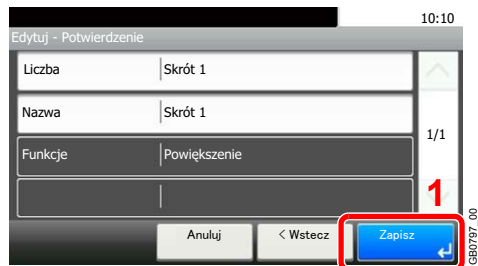 10:10
Edytuj - Potwierdzenie
Liczba Skrót 1
Nazwa Skrót 1
1/1
Funkcje Powiększenie
1
Anuluj < Wstecz Zapisz
GB0797_00